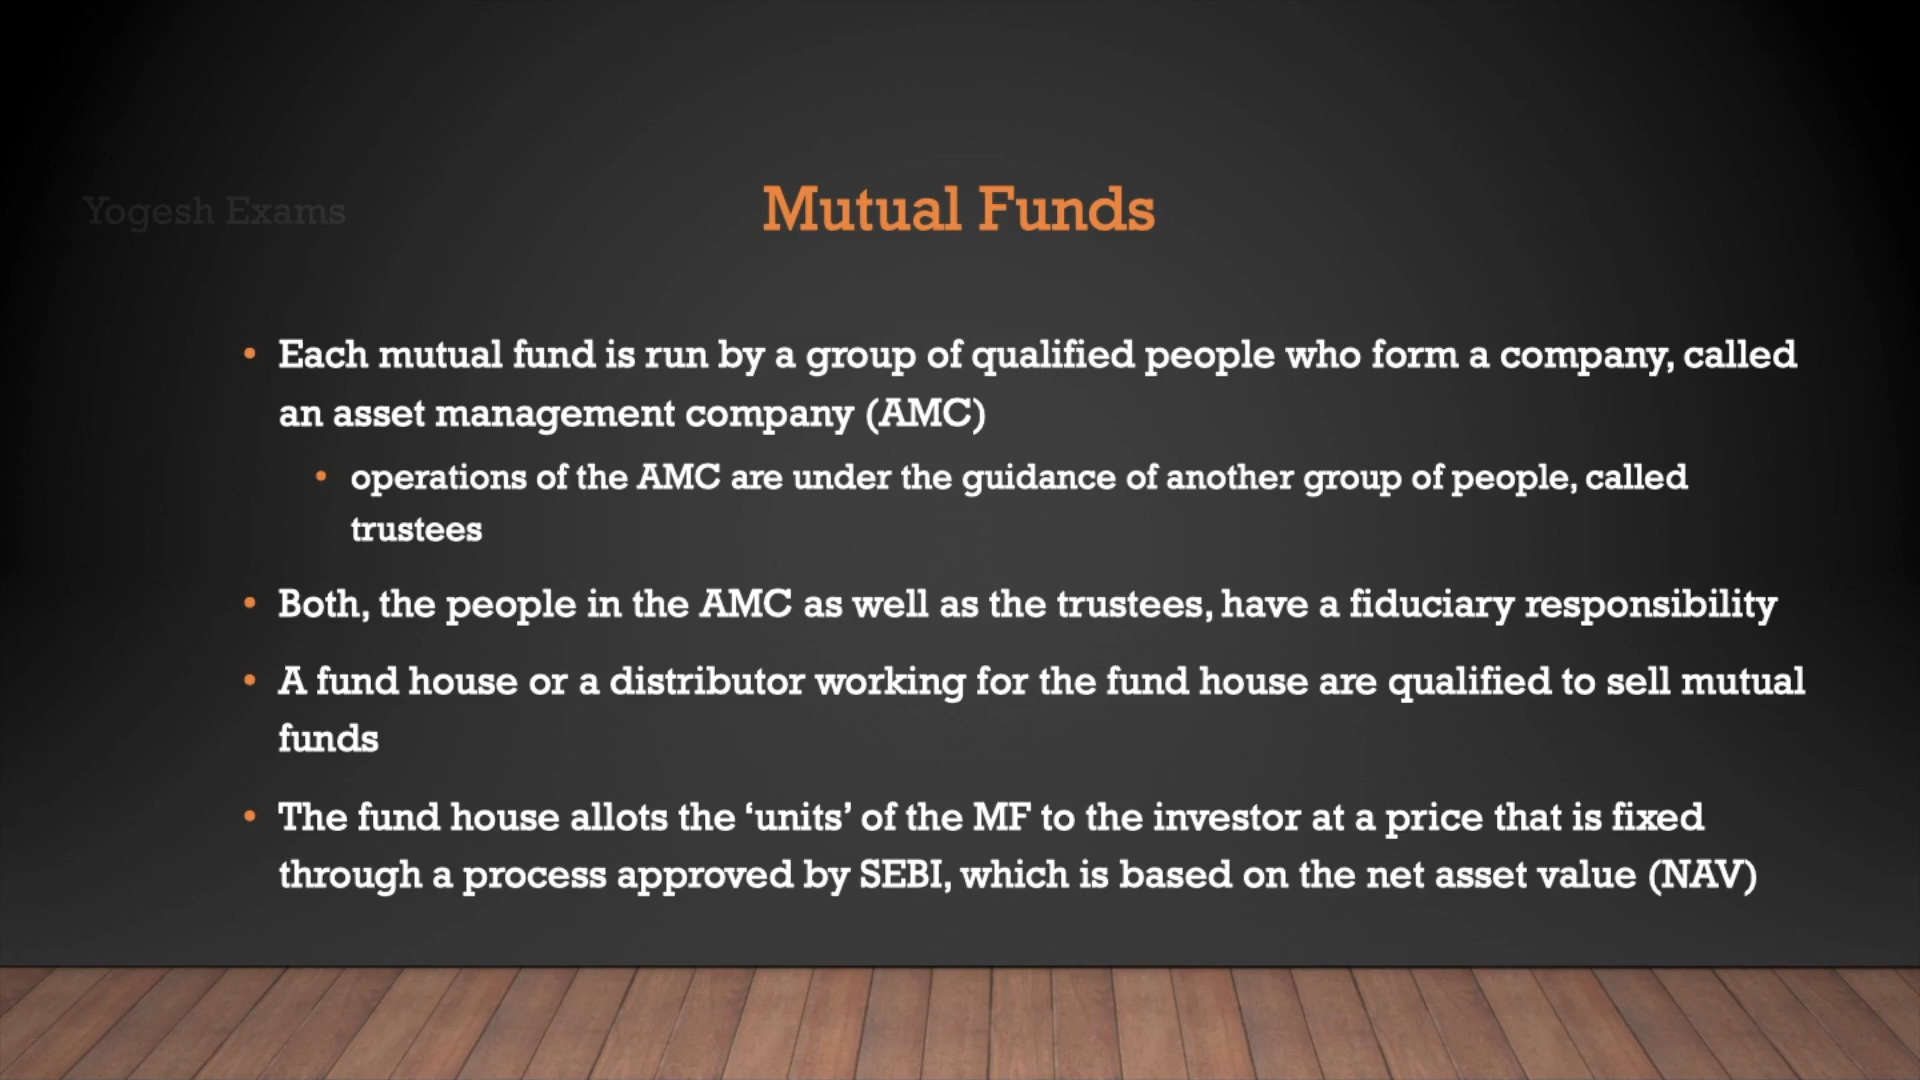 Yogesh Exams
Mutual Funds
• Each mutual fund is run by a group of qualified people who form a company, called
an asset management company (AMC)
• operations of the AMC are under the guidance of another group of people, called
trustees
• Both, the people in the AMC as well as the trustees, have a fiduciary responsibility
• A fund house or a distributor working for the fund house are qualified to sell mutual
funds
• The fund house allots the ‘units’ of the MF to the investor at a price that is fixed
through a process approved by SEBI, which is based on the net asset value (NAV)